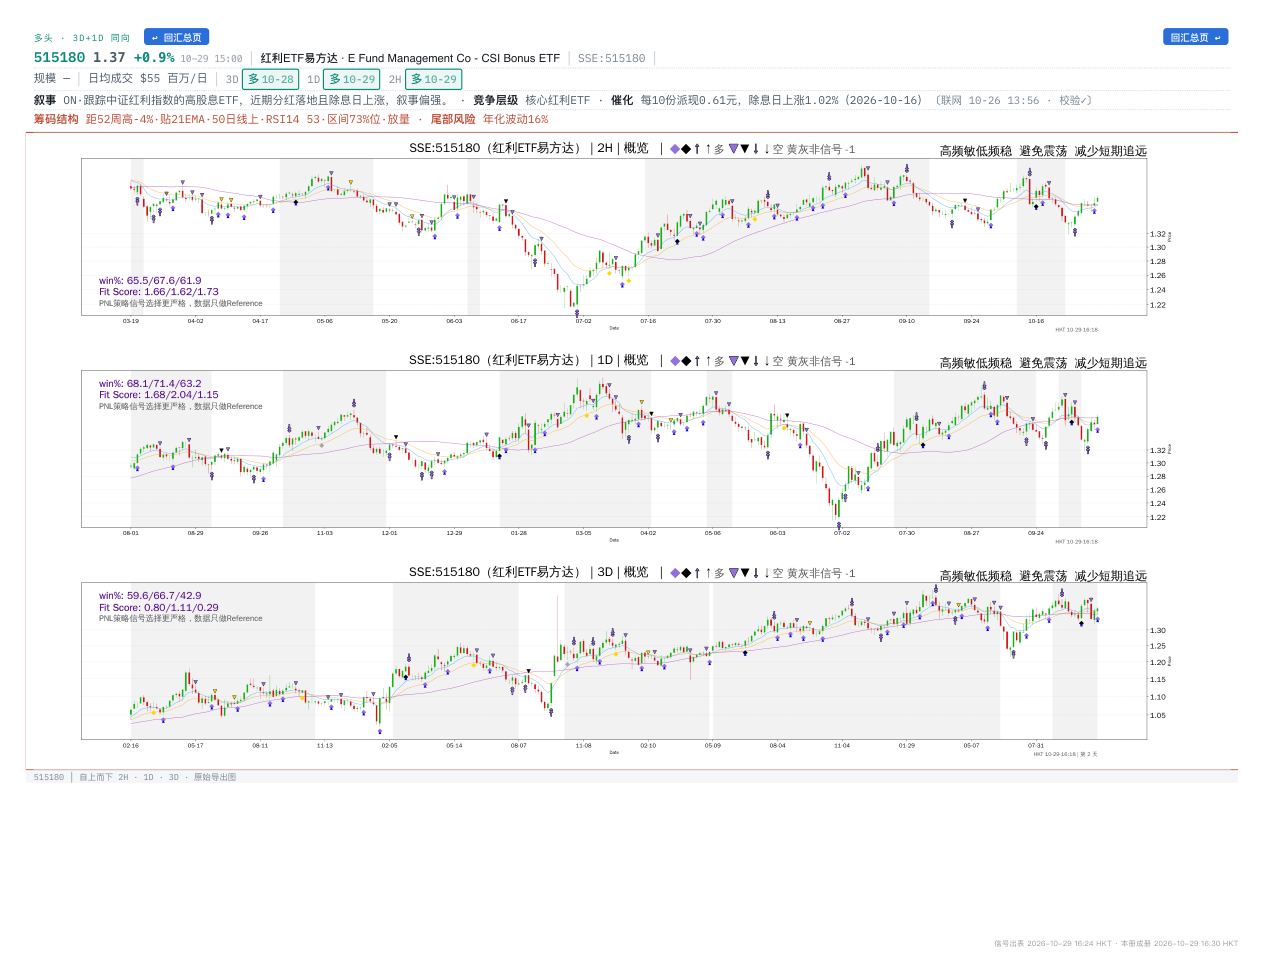 多头 · 3D+1D 同向 ↩ 回汇总页 回汇总页 ↩
515180 1.37 +0.9% 10-29 15:00 │ 红利ETF易方达 · E Fund Management Co - CSI Bonus ETF │ SSE:515180 │
规模 — │ 日均成交 $55 百万/日 │ 3D 多 10-28 1D 多 10-29 2H 多 10-29
叙事 ON·跟踪中证红利指数的高股息ETF，近期分红落地且除息日上涨，叙事偏强。 · 竞争层级 核心红利ETF · 催化 每10份派现0.61元，除息日上涨1.02%（2026-10-16） 〔联网 10-26 13:56 · 校验✓〕
筹码结构 距52周高-4%·贴21EMA·50日线上·RSI14 53·区间73%位·放量 · 尾部风险 年化波动16%
SSE:515180（红利ETF易方达）| 2H | 概览 | ◆◆↑↑多 ▼▼↓↓空 黄灰非信号 -1
高频敏低频稳 避免震荡 减少短期追远
win%: 65.5/67.6/61.9
Fit Score: 1.66/1.62/1.73
PNL策略信号选择更严格，数据只做Reference
1.32
1.30
1.28
1.26
1.24
1.22
Price
03-19 04-02 04-17 05-06 05-20 06-03 06-17 07-02 07-16 07-30 08-13 08-27 09-10 09-24 10-16
Date
HKT 10-29-16:18
SSE:515180（红利ETF易方达）| 1D | 概览 | ◆◆↑↑多 ▼▼↓↓空 黄灰非信号 -1
高频敏低频稳 避免震荡 减少短期追远
win%: 68.1/71.4/63.2
Fit Score: 1.68/2.04/1.15
PNL策略信号选择更严格，数据只做Reference
1.32
1.30
1.28
1.26
1.24
1.22
Price
08-01 08-29 09-26 11-03 12-01 12-29 01-28 03-05 04-02 05-06 06-03 07-02 07-30 08-27 09-24
Date
HKT 10-29-16:18
SSE:515180（红利ETF易方达）| 3D | 概览 | ◆◆↑↑多 ▼▼↓↓空 黄灰非信号 -1
高频敏低频稳 避免震荡 减少短期追远
win%: 59.6/66.7/42.9
Fit Score: 0.80/1.11/0.29
PNL策略信号选择更严格，数据只做Reference
1.30
1.25
1.20
1.15
1.10
1.05
Price
02-16 05-17 08-11 11-13 02-05 05-14 08-07 11-08 02-10 05-09 08-04 11-04 01-29 05-07 07-31
Date
HKT 10-29-16:18 | 第 2 天
515180 │ 自上而下 2H · 1D · 3D · 原始导出图
信号出表 2026-10-29 16:24 HKT · 本册成册 2026-10-29 16:30 HKT